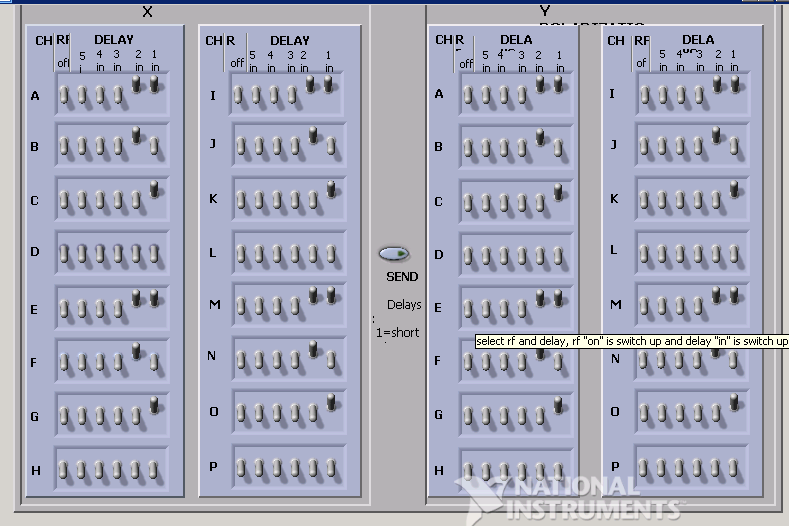 X
CH RF DELAY
off 5 4 3 2 1
in in in in
A
B
C
D
E
F
G
H
CH R DELAY
off 5 4 3 2 1
in in in in in
I
J
K
L
M
N
O
P
SEND
Delays
1=short
Y
CH R DELA
off 5 4 3 2 1
in in in in in
A
B
C
D
E
F
G
H
CH RF DELA
off 5 4 3 2 1
in in in in in
I
J
K
L
M
N
O
P
select rf and delay, rf "on" is switch up and delay "in" is switch up
NATIONAL
INSTRUMENTS